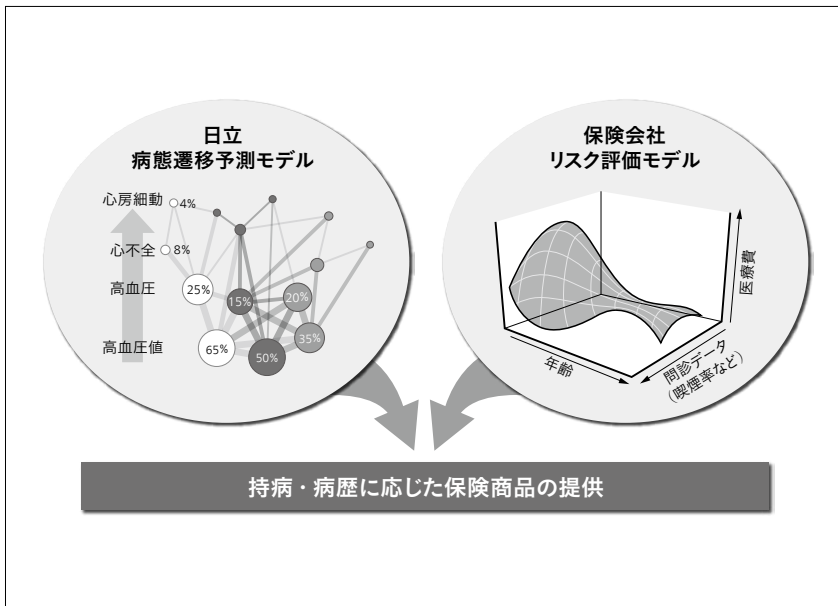 日立
病態遷移予測モデル
心房細動
4%
心不全
8%
高血圧
25%
15%
20%
高血圧値
65%
50%
35%
保険会社
リスク評価モデル
医療費
年齢
問診データ
（喫煙率など）
持病・病歴に応じた保険商品の提供